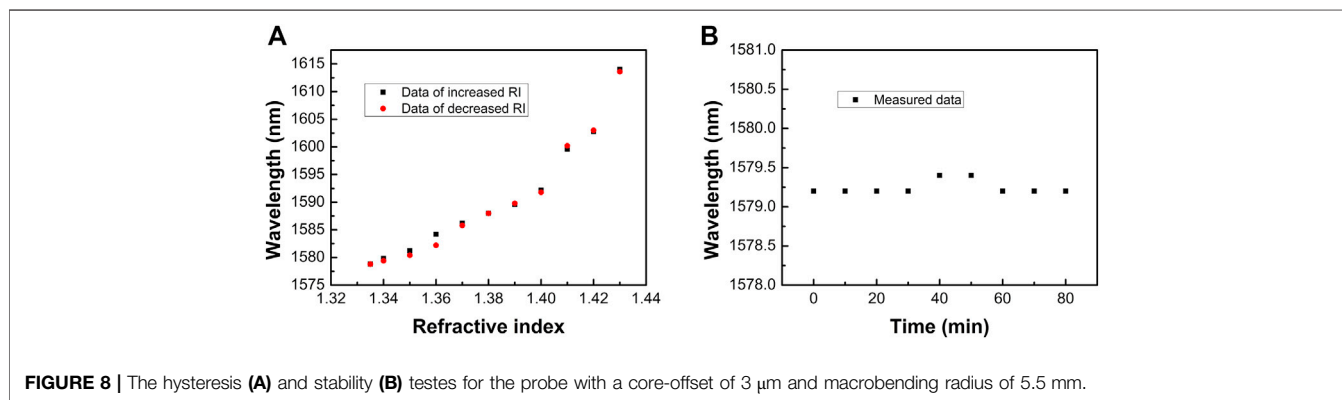 A
Wavelength (nm)
1615
1610
1605
1600
1595
1590
1585
1580
1575
Data of increased RI
Data of decreased RI
1.32
1.34
1.36
1.38
1.40
1.42
1.44
Refractive index
B
Wavelength (nm)
1581.0
1580.5
1580.0
1579.5
1579.0
1578.5
1578.0
Measured data
0
20
40
60
80
Time (min)
FIGURE 8 | The hysteresis (A) and stability (B) testes for the probe with a core-offset of 3 μm and macrobending radius of 5.5 mm.